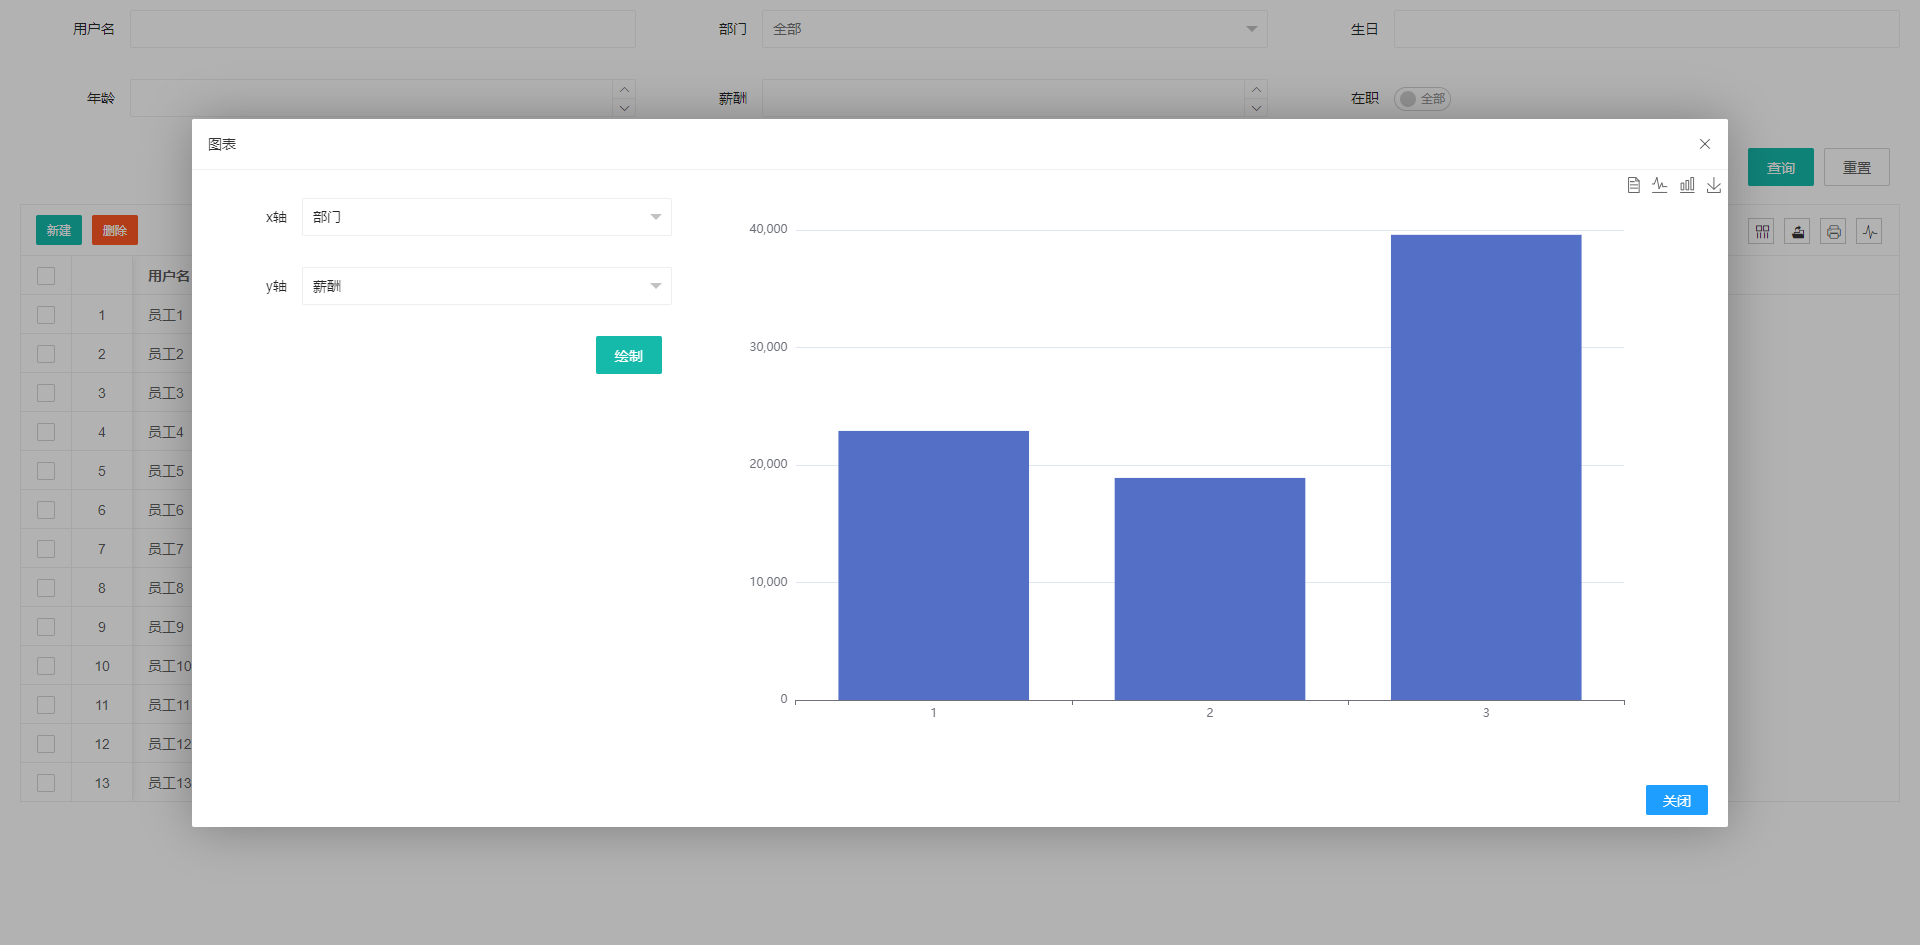 用户名
部门 全部
生日
年龄
薪酬
在职 全部
图表
查询 重置
x轴 部门
新建 删除
用户名
y轴 薪酬
绘制
1 员工1
2 员工2
3 员工3
4 员工4
5 员工5
6 员工6
7 员工7
8 员工8
9 员工9
10 员工10
11 员工11
12 员工12
13 员工13
40,000
30,000
20,000
10,000
0
1 2 3
关闭